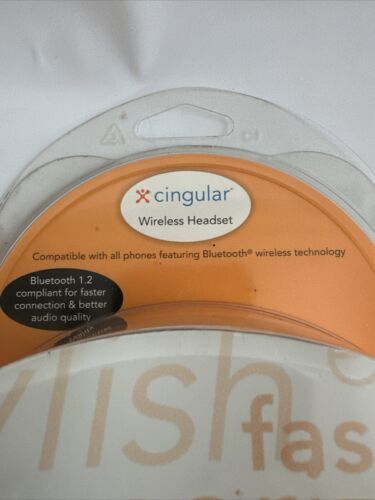 cingular®
Wireless Headset
Compatible with all phones featuring Bluetooth® wireless technology
Bluetooth 1.2
compliant for faster
connection & better
audio quality
ylish
fas